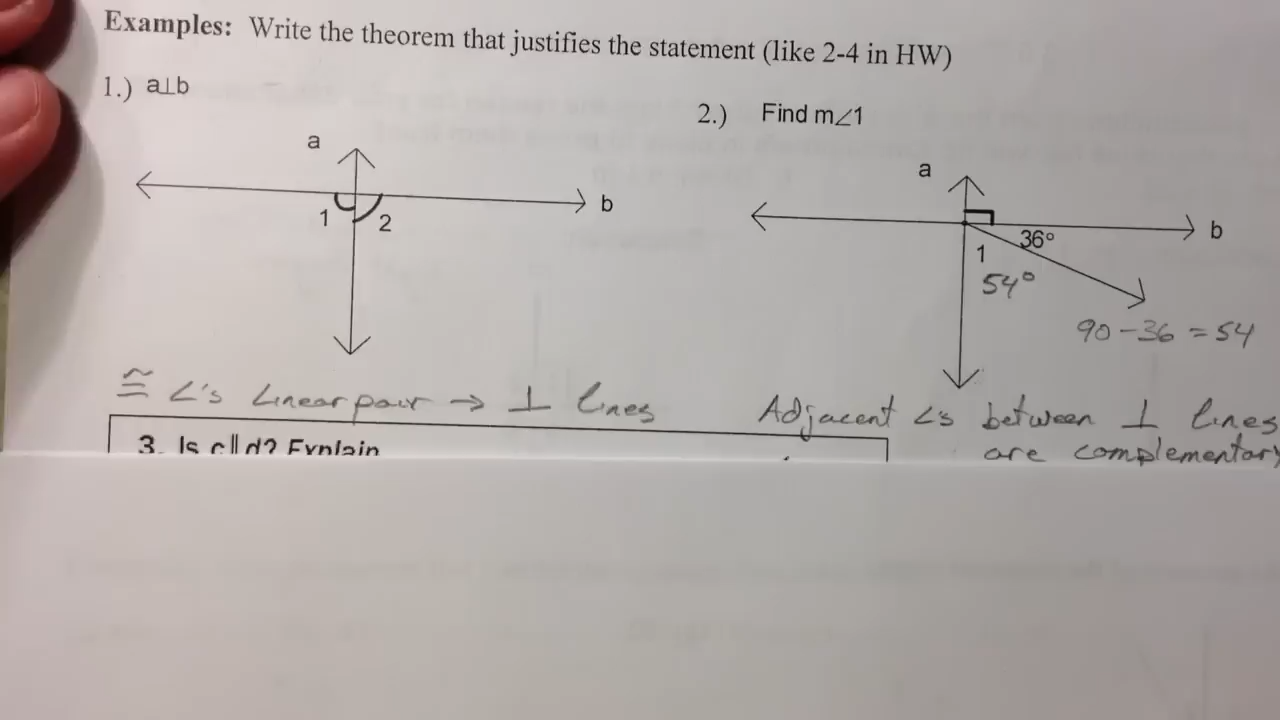 Examples: Write the theorem that justifies the statement (like 2-4 in HW)
1.) a⊥b
2.) Find m∠1
a
b
1
2
a
b
36°
1
54°
90 - 36 = 54
≅ ∠'s Linear pair → ⊥ lines
Adjacent ∠s between ⊥ lines
are complementary
3. Is c∥d? Explain